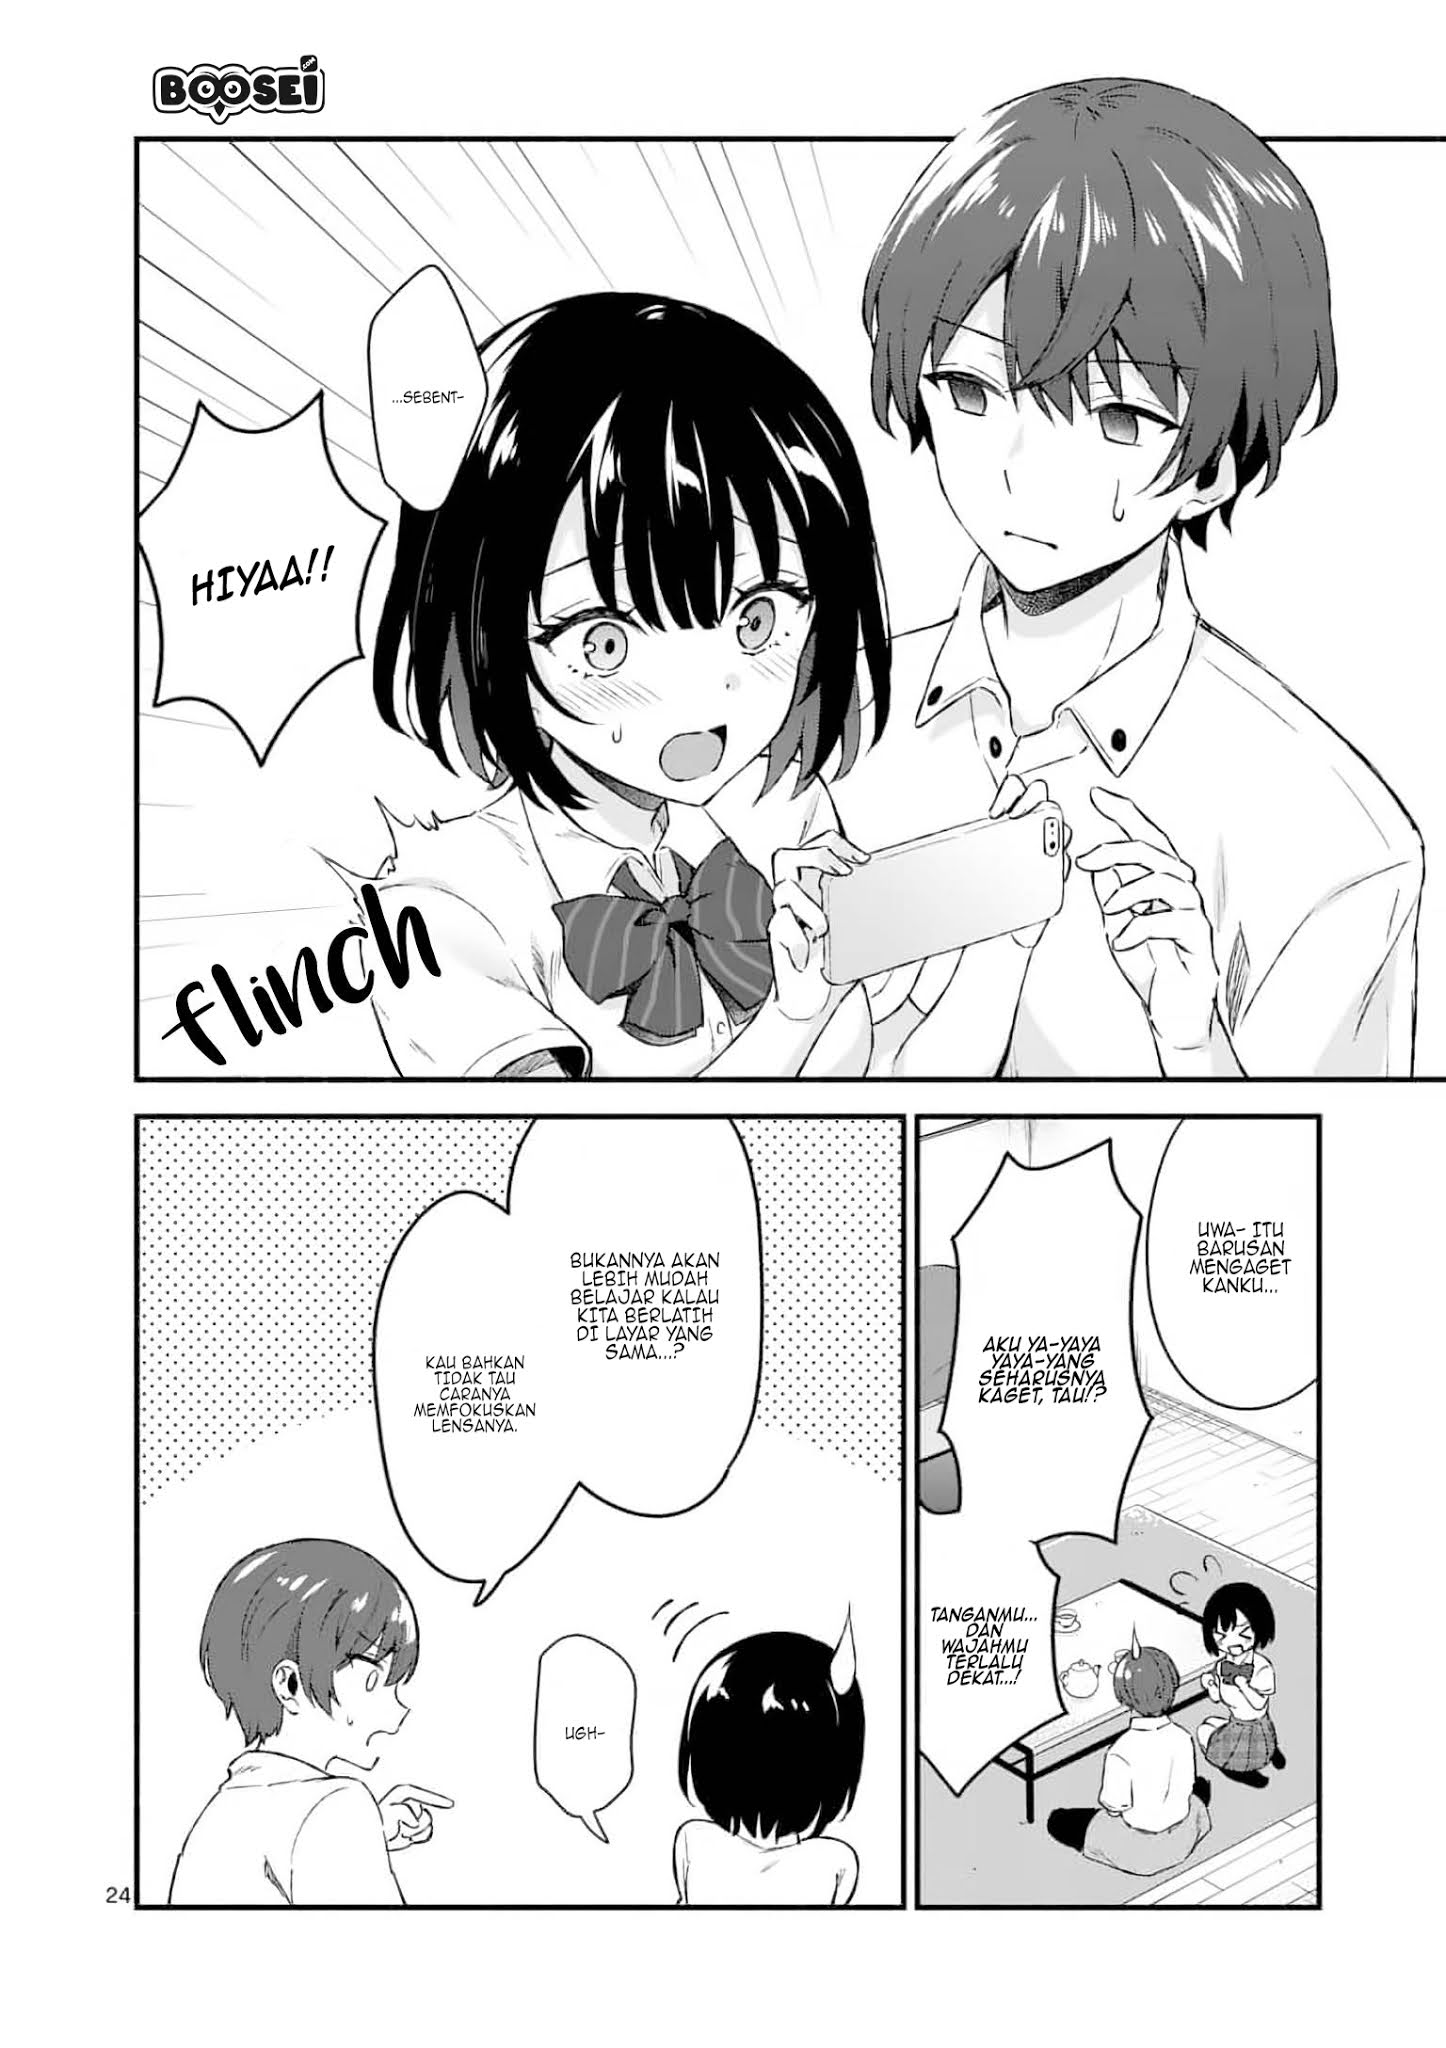 BOOSEI
.COM
...SEBENT-
HIYAA!!
flinch
UWA- ITU
BARUSAN
MENGAGET
KANKU...
AKU YA-YAYA
YAYA-YANG
SEHARUSNYA
KAGET, TAU!?
TANGANMU...
DAN
WAJAHMU
TERLALU
DEKAT...!
BUKANNYA AKAN
LEBIH MUDAH
BELAJAR KALAU
KITA BERLATIH
DI LAYAR YANG
SAMA...?
KAU BAHKAN
TIDAK TAU
CARANYA
MEMFOKUSKAN
LENSANYA.
UGH-
24